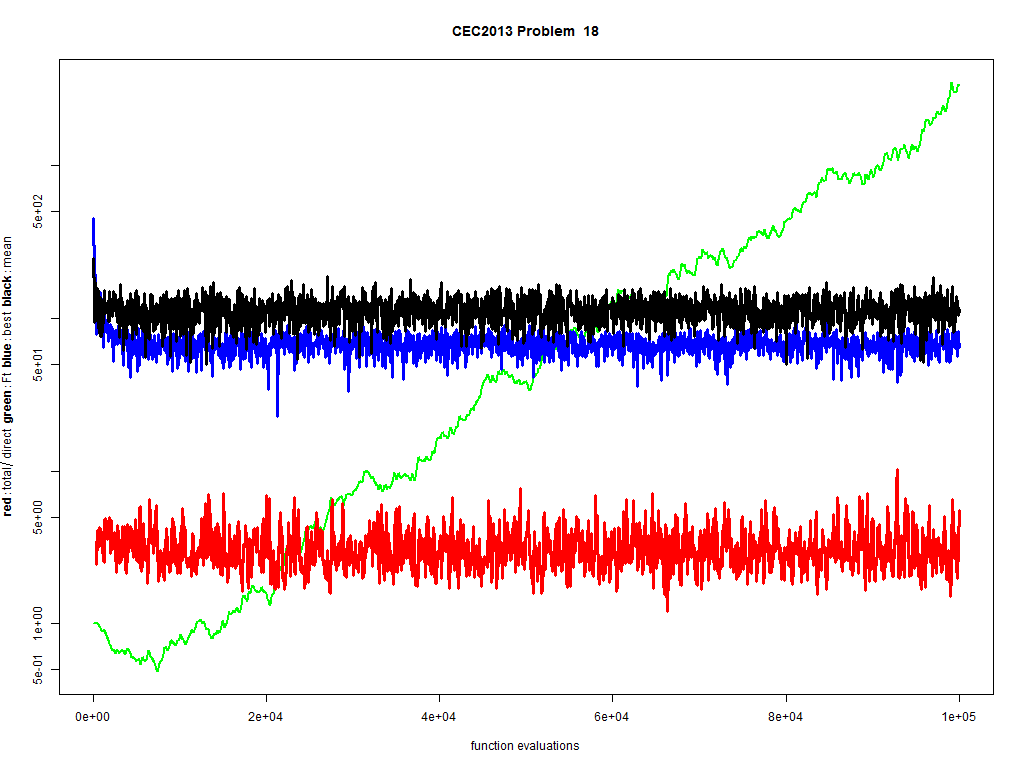 CEC2013 Problem  18
red : total/ direct green : Ft blue : best black : mean
5e+02
5e+01
5e+00
1e+00
5e-01
0e+00 2e+04 4e+04 6e+04 8e+04 1e+05
function evaluations